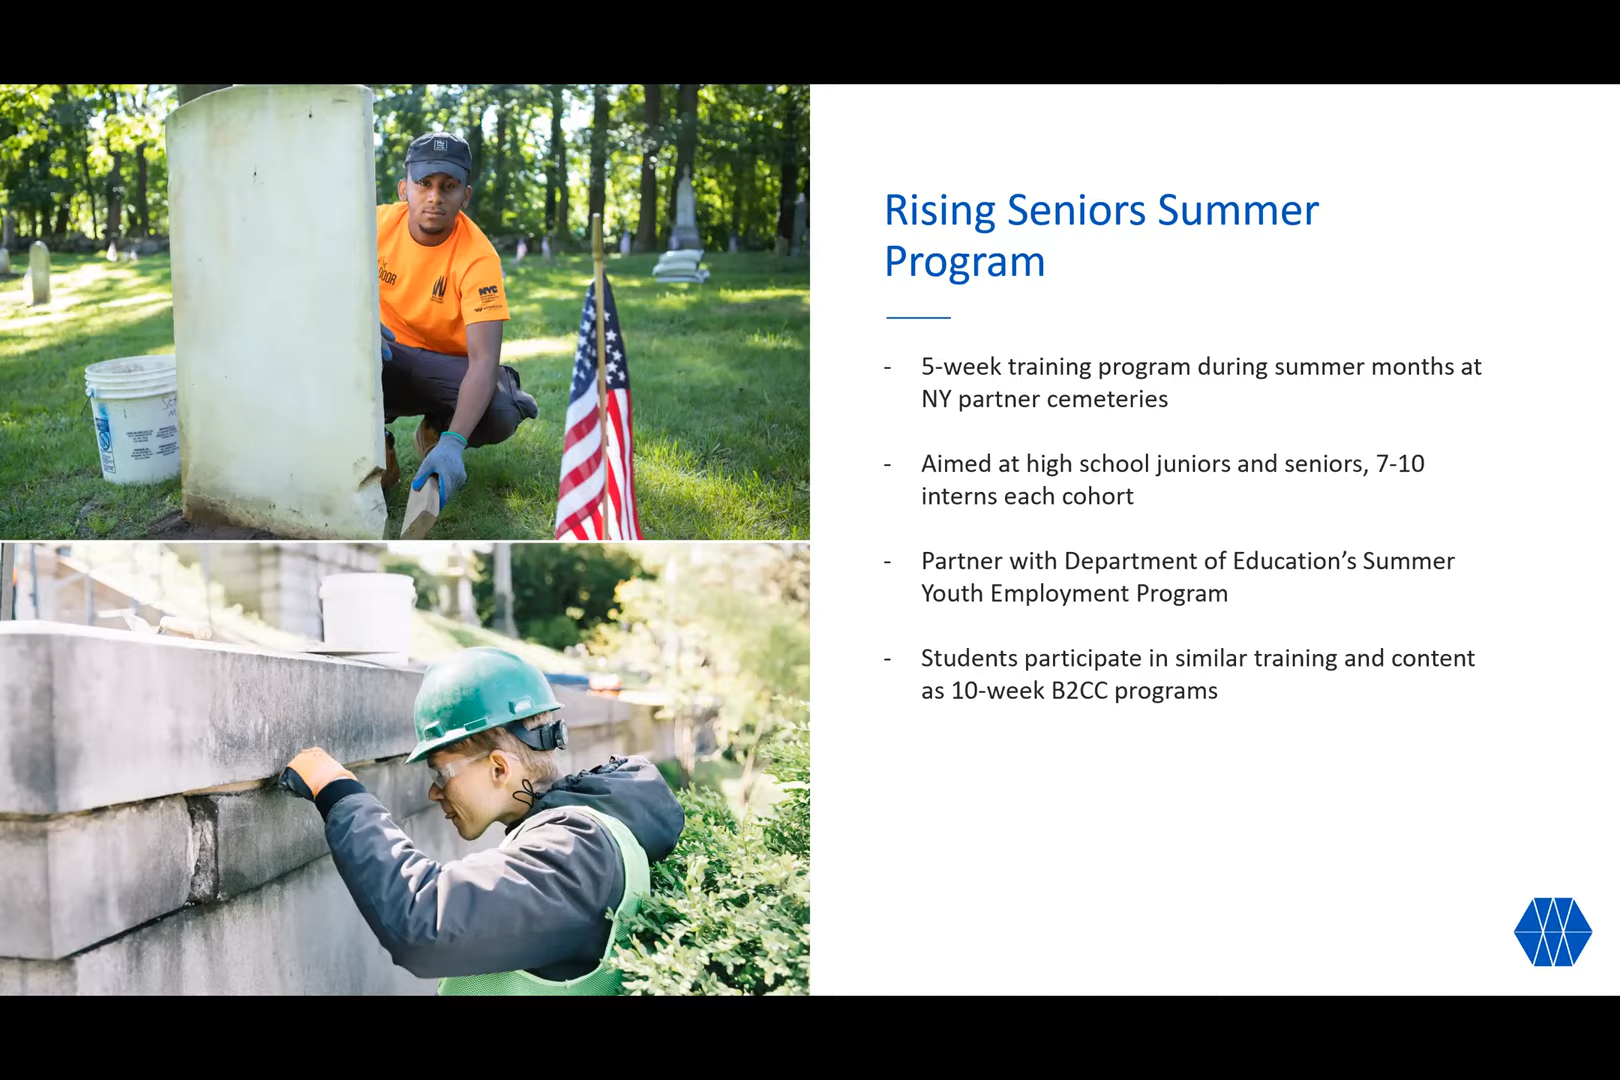 Rising Seniors Summer
Program
- 5-week training program during summer months at
NY partner cemeteries
- Aimed at high school juniors and seniors, 7-10
interns each cohort
- Partner with Department of Education’s Summer
Youth Employment Program
- Students participate in similar training and content
as 10-week B2CC programs
NYC